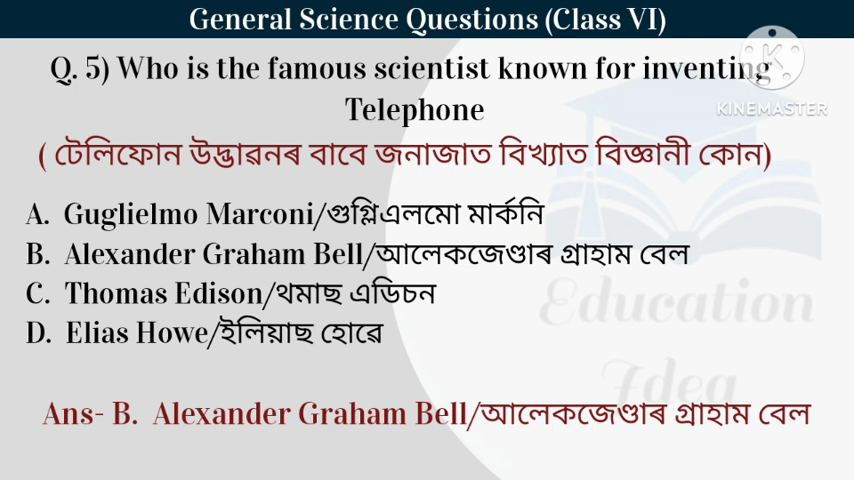 General Science Questions (Class VI)
Q. 5) Who is the famous scientist known for inventing
Telephone
KINEMASTER
( টেলিফোন উদ্ভাৱনৰ বাবে জনাজাত বিখ্যাত বিজ্ঞানী কোন)
A. Guglielmo Marconi/গুগ্লিএলমো মাৰ্কনি
B. Alexander Graham Bell/আলেকজেণ্ডাৰ গ্ৰাহাম বেল
C. Thomas Edison/থমাছ এডিচন
D. Elias Howe/ইলিয়াছ হোৱে
Education
Idea
Ans- B. Alexander Graham Bell/আলেকজেণ্ডাৰ গ্ৰাহাম বেল